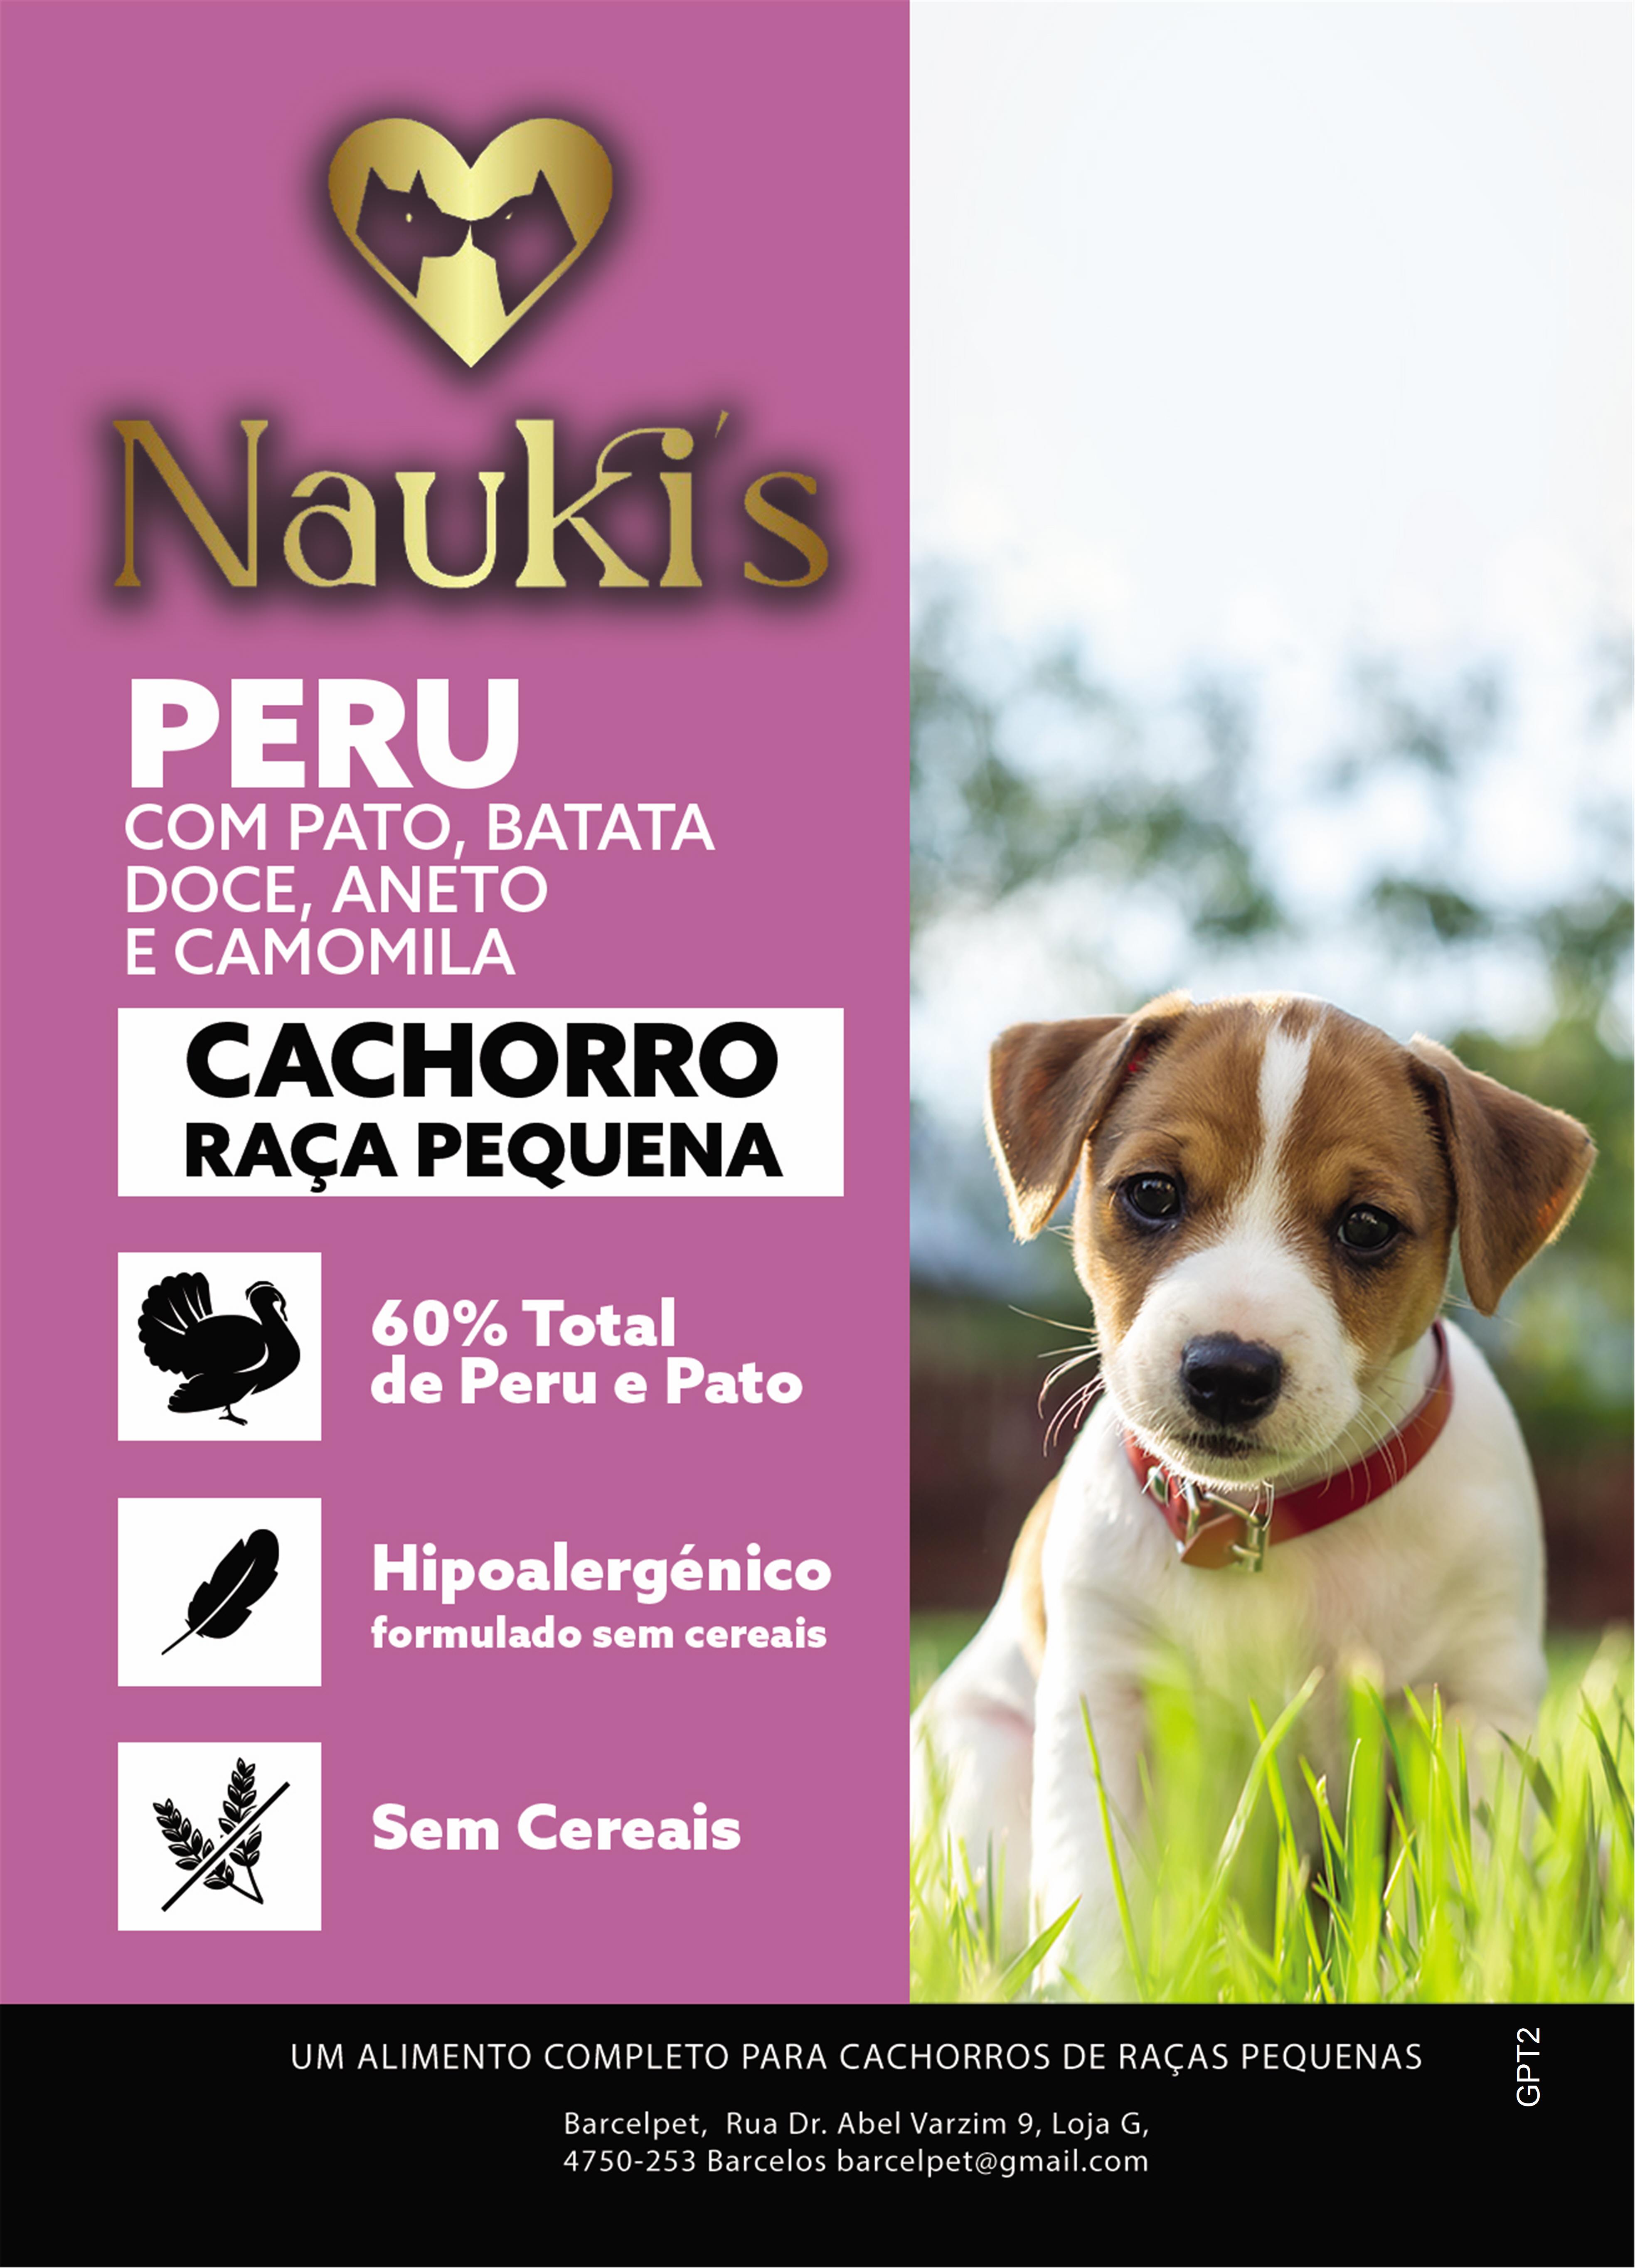 Nauki's
PERU
COM PATO, BATATA
DOCE, ANETO
E CAMOMILA
CACHORRO
RAÇA PEQUENA
60% Total
de Peru e Pato
Hipoalergénico
formulado sem cereais
Sem Cereais
UM ALIMENTO COMPLETO PARA CACHORROS DE RAÇAS PEQUENAS
Barcelpet, Rua Dr. Abel Varzim 9, Loja G,
4750-253 Barcelos barcelpet@gmail.com
GPT2